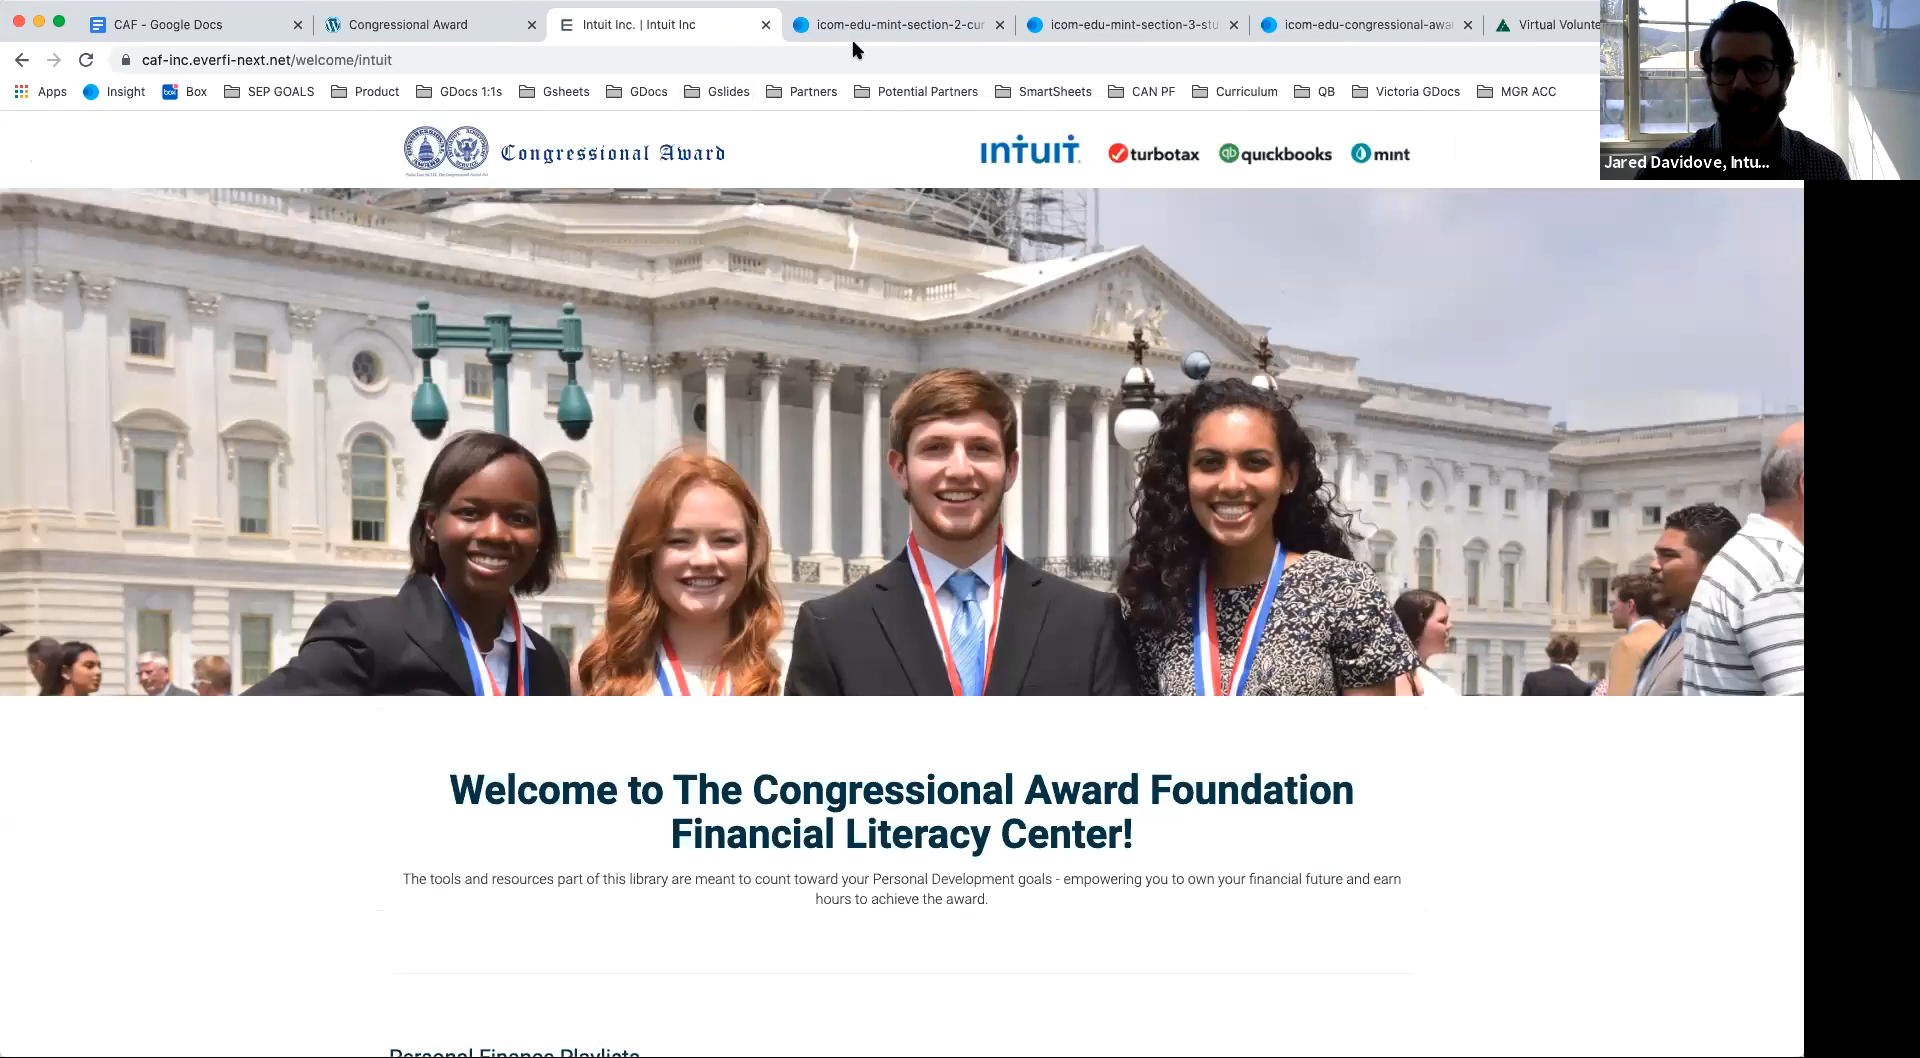 CAF - Google Docs
Congressional Award
Intuit Inc. | Intuit Inc
icom-edu-mint-section-2-cur
icom-edu-mint-section-3-stu
icom-edu-congressional-awa
Virtual Volunte
caf-inc.everfi-next.net/welcome/intuit
Apps
Insight
box
Box
SEP GOALS
Product
GDocs 1:1s
Gsheets
GDocs
Gslides
Partners
Potential Partners
SmartSheets
CAN PF
Curriculum
QB
Victoria GDocs
MGR ACC
Jared Davidove, Intu...
Congressional Award
intuit
turbotax
qb quickbooks
mint
Welcome to The Congressional Award Foundation
Financial Literacy Center!
The tools and resources part of this library are meant to count toward your Personal Development goals - empowering you to own your financial future and earn
hours to achieve the award.
Personal Finance Playlists